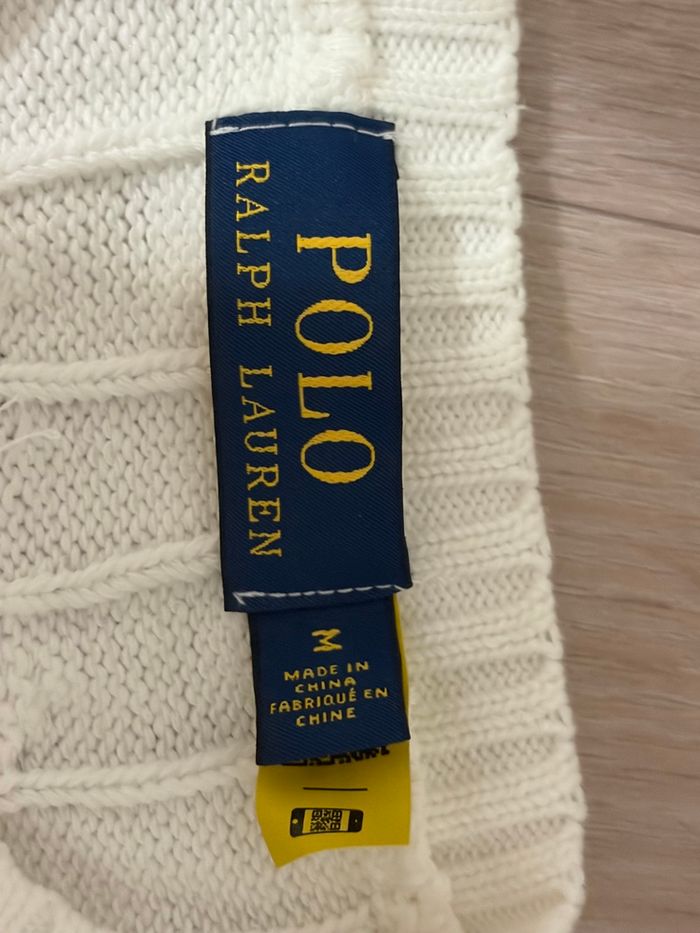 POLO
RALPH LAUREN
M
MADE IN
CHINA
FABRIQUÉ EN
CHINE